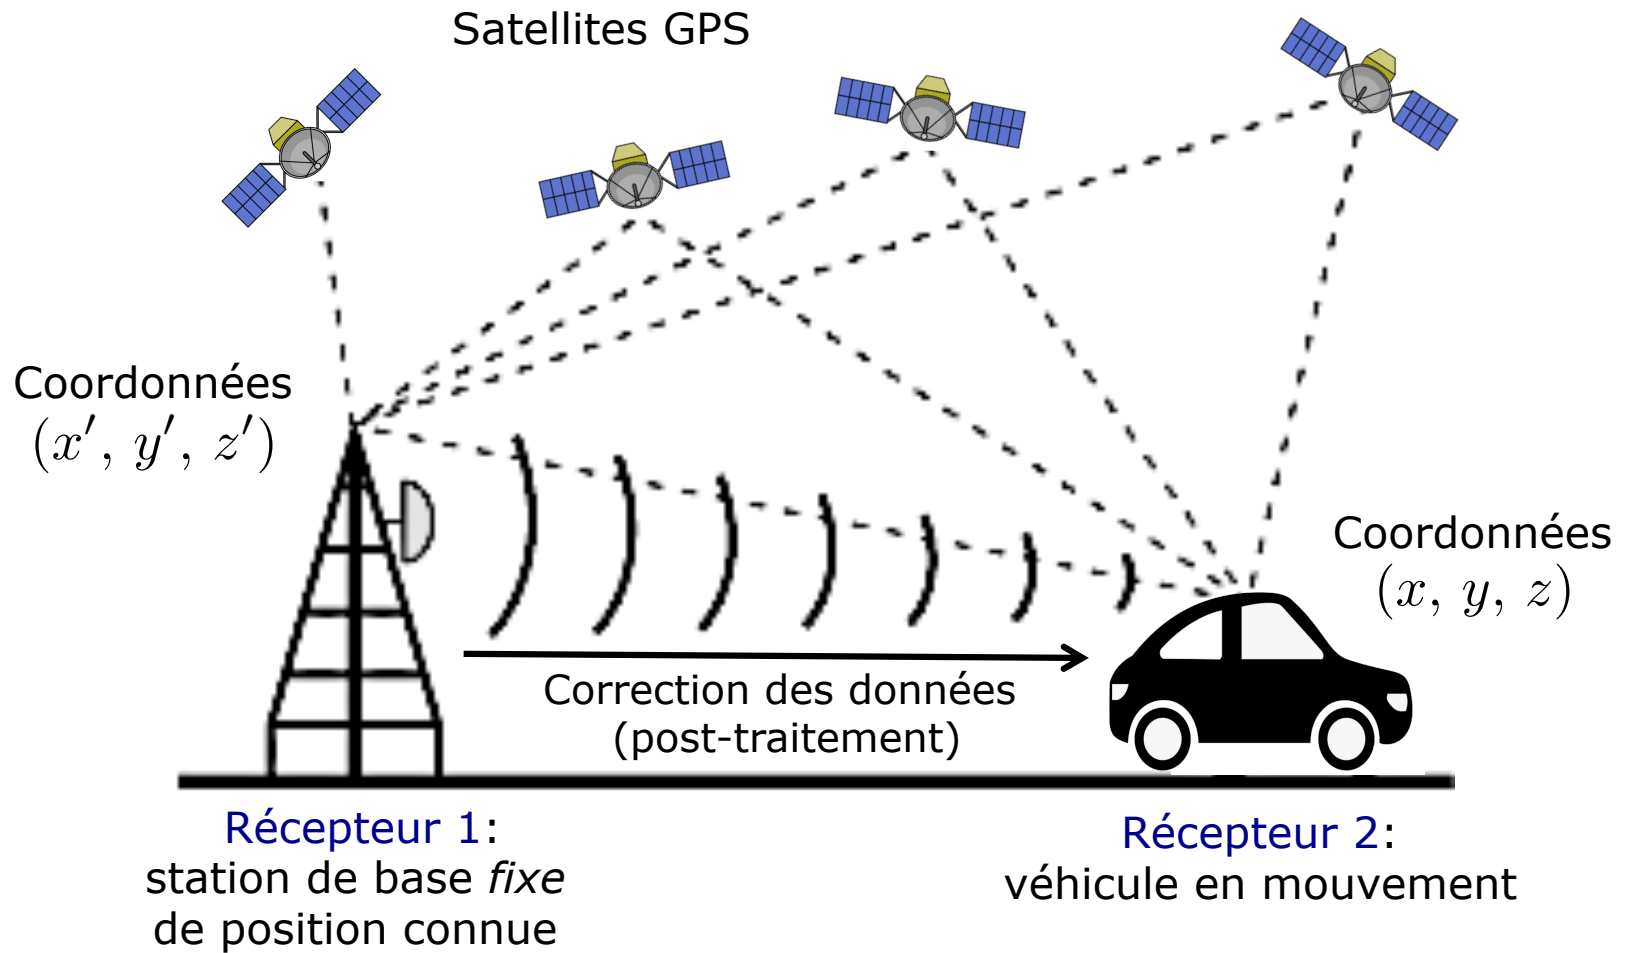 Satellites GPS
Coordonnées
(x′, y′, z′)
Coordonnées
(x, y, z)
Correction des données
(post-traitement)
Récepteur 1:
station de base fixe
de position connue
Récepteur 2:
véhicule en mouvement